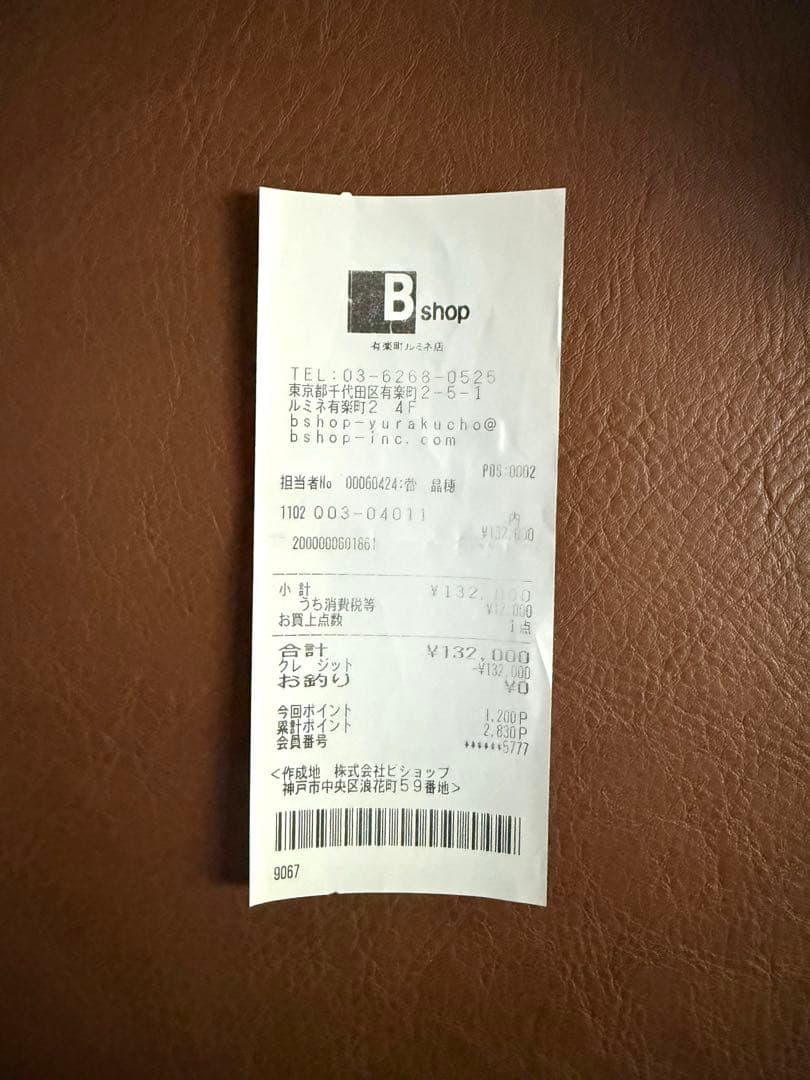 B shop
有楽町ルミネ店
TEL:03-6268-0525
東京都千代田区有楽町2-5-1
ルミネ有楽町2 4F
bshop-yurakucho@
bshop-inc.com
POS:0002
担当者No 00060424:菅 晶穂
1102 003-04011 内
¥132,000
2000000601861
小 計 ¥132,000
うち消費税等 ¥12,000
お買上点数 1点
合計 ¥132,000
クレジット -¥132,000
お釣り ¥0
今回ポイント 1,200P
累計ポイント 2,830P
会員番号 ******5777
<作成地 株式会社ビショップ
神戸市中央区浪花町59番地>
9067